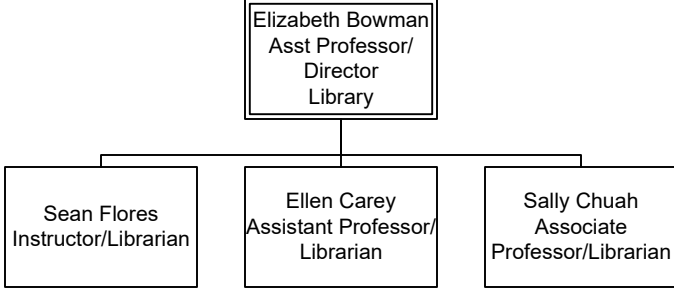 Elizabeth Bowman
Asst Professor/
Director
Library
Sean Flores
Instructor/Librarian
Ellen Carey
Assistant Professor/
Librarian
Sally Chuah
Associate
Professor/Librarian